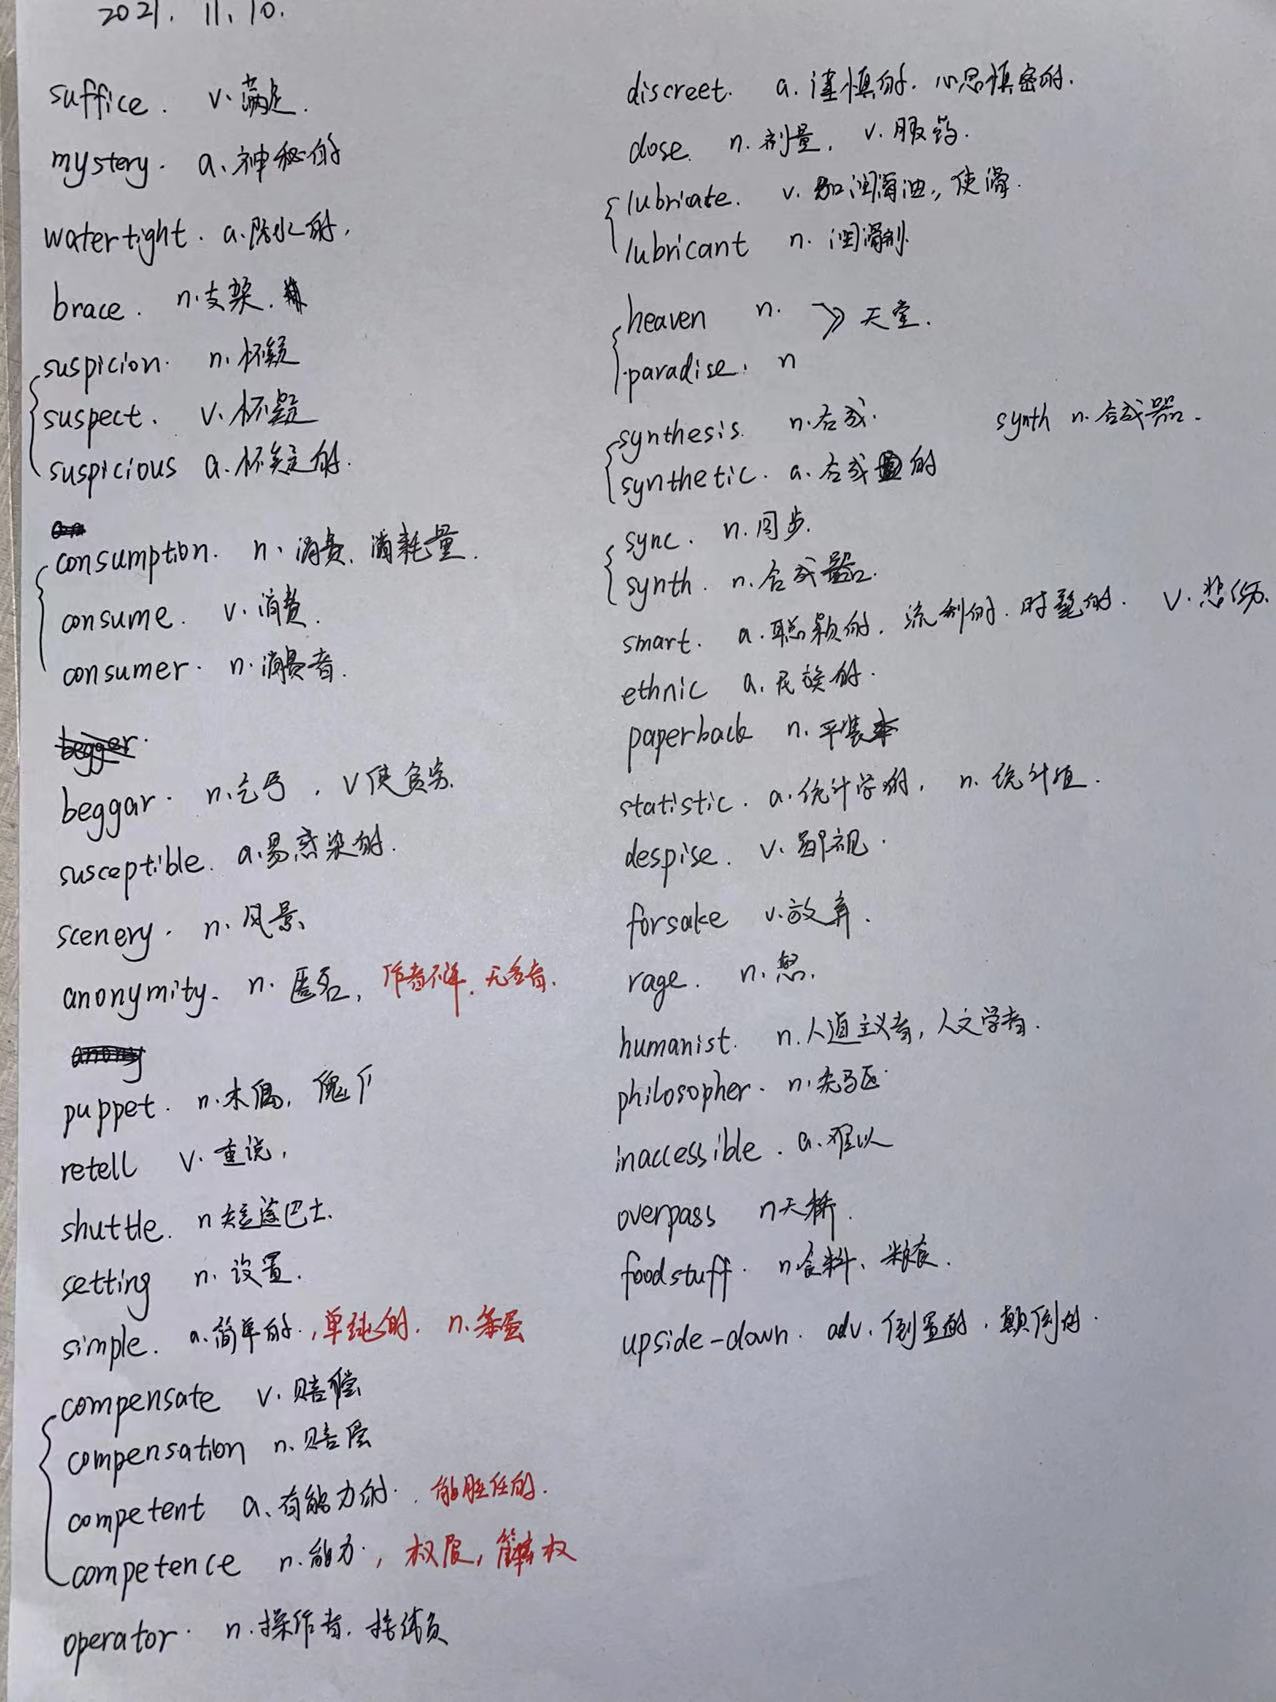 2021. 11. 10.
suffice. v. 满足.
mystery. a. 神秘的
watertight. a. 防水的.
brace. n. 支架.
suspicion. n. 怀疑
suspect. v. 怀疑
suspicious a. 怀疑的.
consumption. n. 消费. 消耗量.
consume. v. 消费.
consumer. n. 消费者.
begger.
beggar. n. 乞丐, v 使贫穷.
susceptible. a. 易感染的.
scenery. n. 风景.
anonymity. n. 匿名, 作者不详. 无名者.
puppet. n. 木偶, 傀
retell v. 重说,
shuttle. n 短途巴士.
setting n. 设置.
simple. a. 简单的., 单纯的. n. 笨蛋
compensate v. 赔偿
compensation n. 赔偿
competent a. 有能力的. 能胜任的.
competence n. 能力., 权限, 管辖权
operator. n. 操作者. 接线员
discreet. a. 谨慎的. 心思慎密的.
dose. n. 剂量, v. 服药.
lubricate. v. 加润滑油,, 使滑.
lubricant n. 润滑剂.
heaven n. 天堂.
paradise. n
synthesis. n. 合成. synth n. 合成器.
synthetic. a. 合成的
sync. n. 同步.
synth. n. 合成器.
smart. a. 聪颖的. 流利的. 时髦的. v. 悲伤.
ethnic a. 民族的.
paperback n. 平装本
statistic. a. 统计学的, n. 统计值.
despise. v. 鄙视.
forsake v. 放弃.
rage. n. 怒.
humanist. n. 人道主义者, 人文学者.
philosopher. n.
inaccessible. a. 难以
overpass n 天桥.
foodstuff. n. 食料、粮食.
upside-down. adv. 倒置的. 颠倒的.